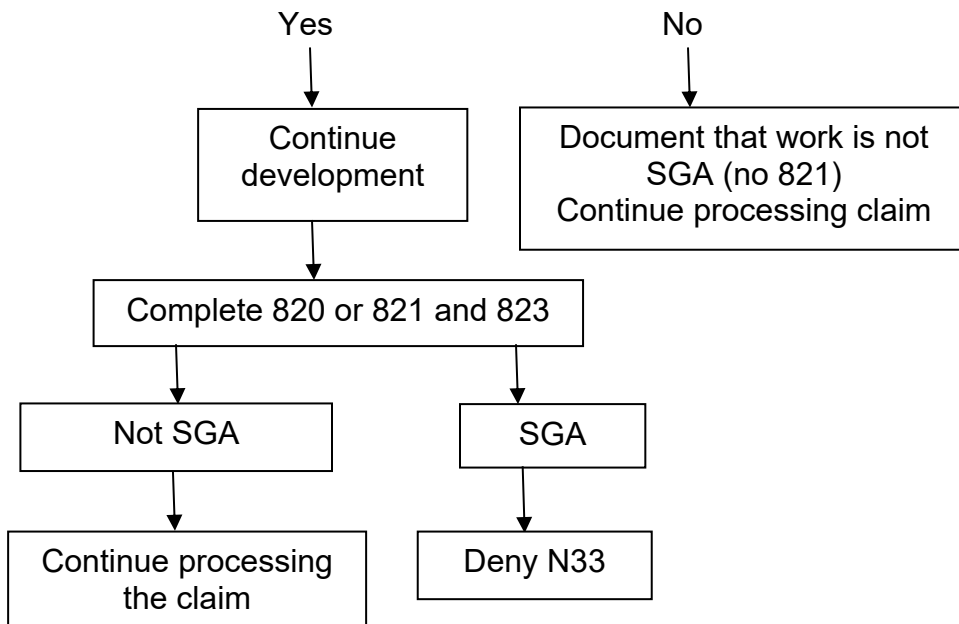 Yes
No
Continue
development
Document that work is not
SGA (no 821)
Continue processing claim
Complete 820 or 821 and 823
Not SGA
SGA
Continue processing
the claim
Deny N33